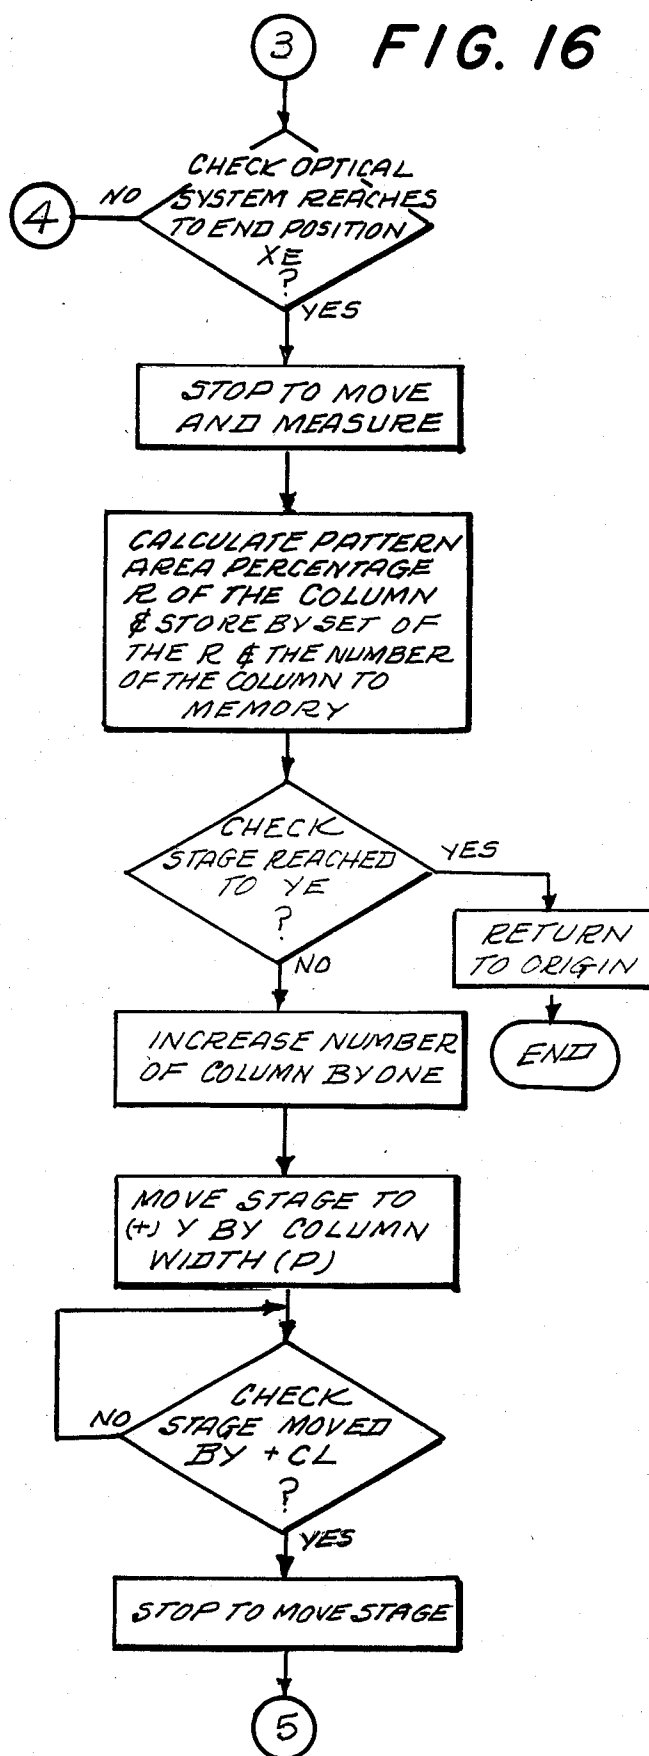 3
FIG. 16
CHECK OPTICAL
SYSTEM REACHES
TO END POSITION
XE
?
NO
4
YES
STOP TO MOVE
AND MEASURE
CALCULATE PATTERN
AREA PERCENTAGE
R OF THE COLUMN
& STORE BY SET OF
THE R & THE NUMBER
OF THE COLUMN TO
MEMORY
CHECK
STAGE REACHED
TO YE
?
YES
RETURN
TO ORIGIN
END
NO
INCREASE NUMBER
OF COLUMN BY ONE
MOVE STAGE TO
(+) Y BY COLUMN
WIDTH (P)
CHECK
STAGE MOVED
BY + CL
?
NO
YES
STOP TO MOVE STAGE
5